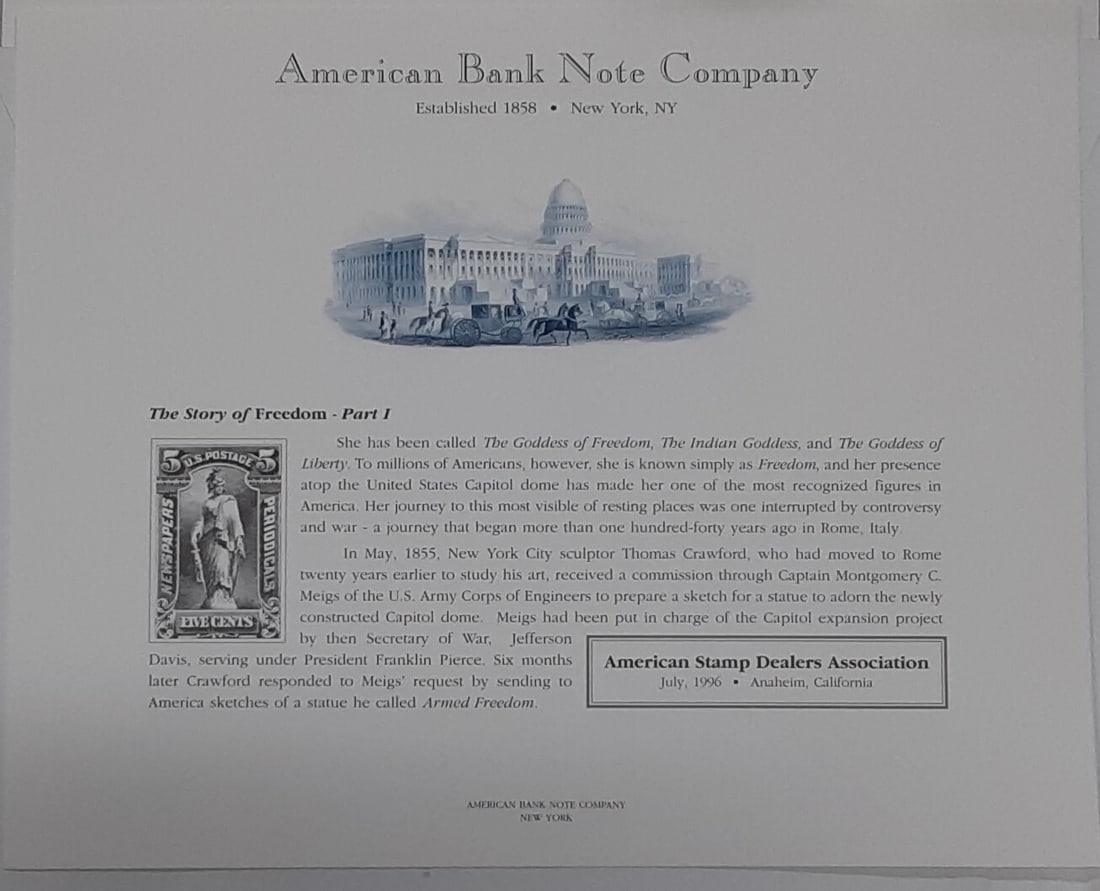 American Bank Note Company
Established 1858 • New York, NY
The Story of Freedom - Part I
5 U.S. POSTAGE 5
NEWSPAPERS
PERIODICALS
FIVE CENTS
She has been called The Goddess of Freedom, The Indian Goddess, and The Goddess of
Liberty. To millions of Americans, however, she is known simply as Freedom, and her presence
atop the United States Capitol dome has made her one of the most recognized figures in
America. Her journey to this most visible of resting places was one interrupted by controversy
and war - a journey that began more than one hundred-forty years ago in Rome, Italy.
In May, 1855, New York City sculptor Thomas Crawford, who had moved to Rome
twenty years earlier to study his art, received a commission through Captain Montgomery C.
Meigs of the U.S. Army Corps of Engineers to prepare a sketch for a statue to adorn the newly
constructed Capitol dome. Meigs had been put in charge of the Capitol expansion project
by then Secretary of War, Jefferson
Davis, serving under President Franklin Pierce. Six months
later Crawford responded to Meigs' request by sending to
America sketches of a statue he called Armed Freedom.
American Stamp Dealers Association
July, 1996 • Anaheim, California
AMERICAN BANK NOTE COMPANY
NEW YORK